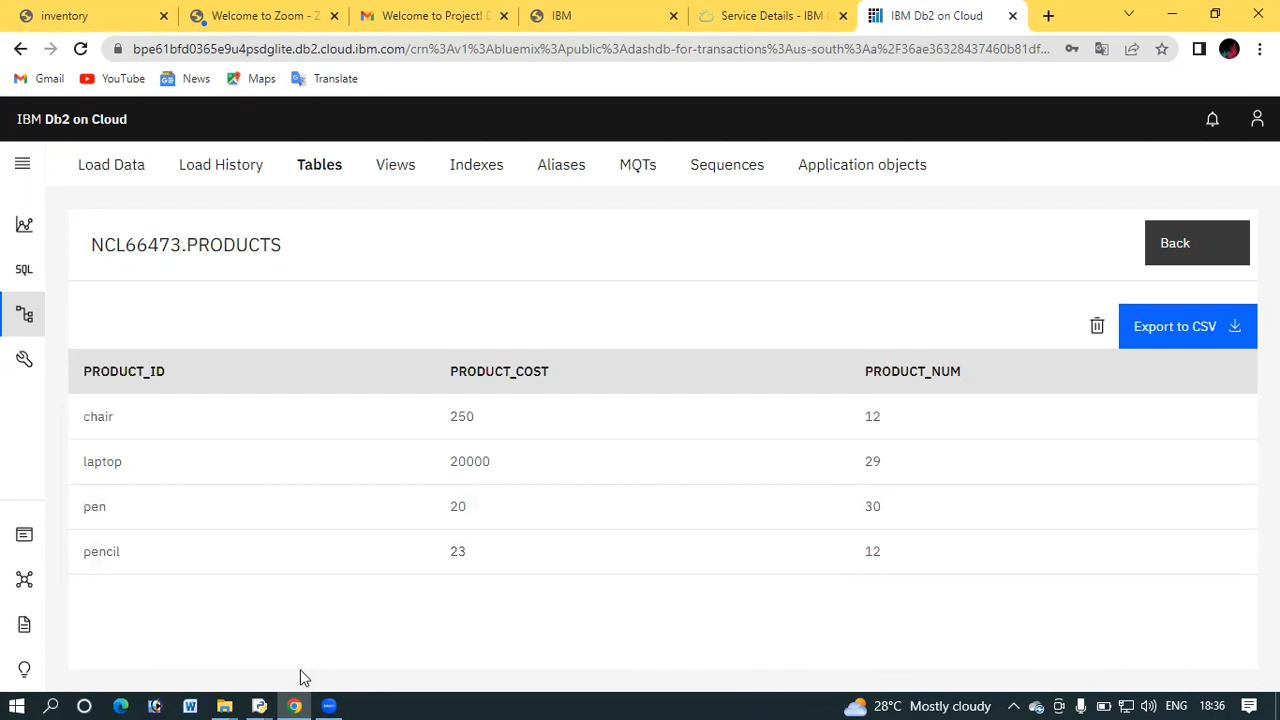 inventory
Welcome to Zoom - Z
Welcome to Project! D
IBM
Service Details - IBM C
IBM Db2 on Cloud
bpe61bfd0365e9u4psdglite.db2.cloud.ibm.com/crn%3Av1%3Abluemix%3Apublic%3Adashdb-for-transactions%3Aus-south%3Aa%2F36ae36328437460b81df...
Gmail
YouTube
News
Maps
Translate
IBM Db2 on Cloud
Load Data
Load History
Tables
Views
Indexes
Aliases
MQTs
Sequences
Application objects
SQL
NCL66473.PRODUCTS
Back
Export to CSV
PRODUCT_ID PRODUCT_COST PRODUCT_NUM
chair 250 12
laptop 20000 29
pen 20 30
pencil 23 12
28°C Mostly cloudy
ENG
18:36